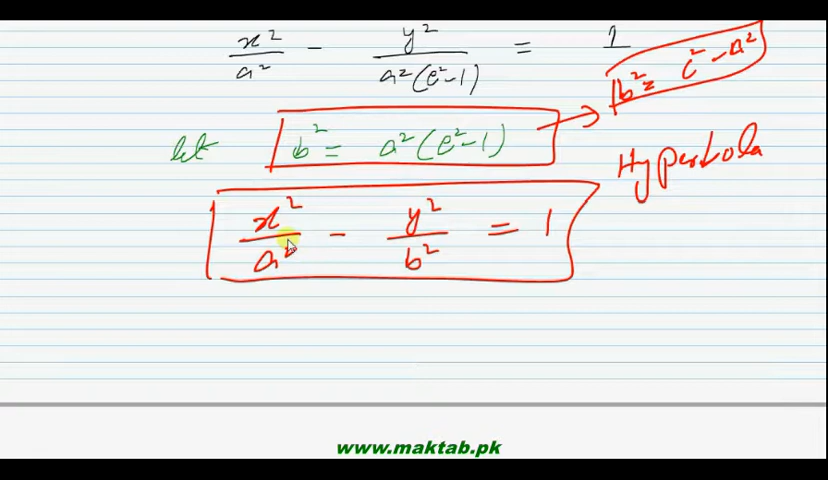 x²/a² - y²/a²(e²-1) = 1
b² = c² - a²
let b² = a²(e²-1)
Hyperbola
x²/a² - y²/b² = 1
www.maktab.pk